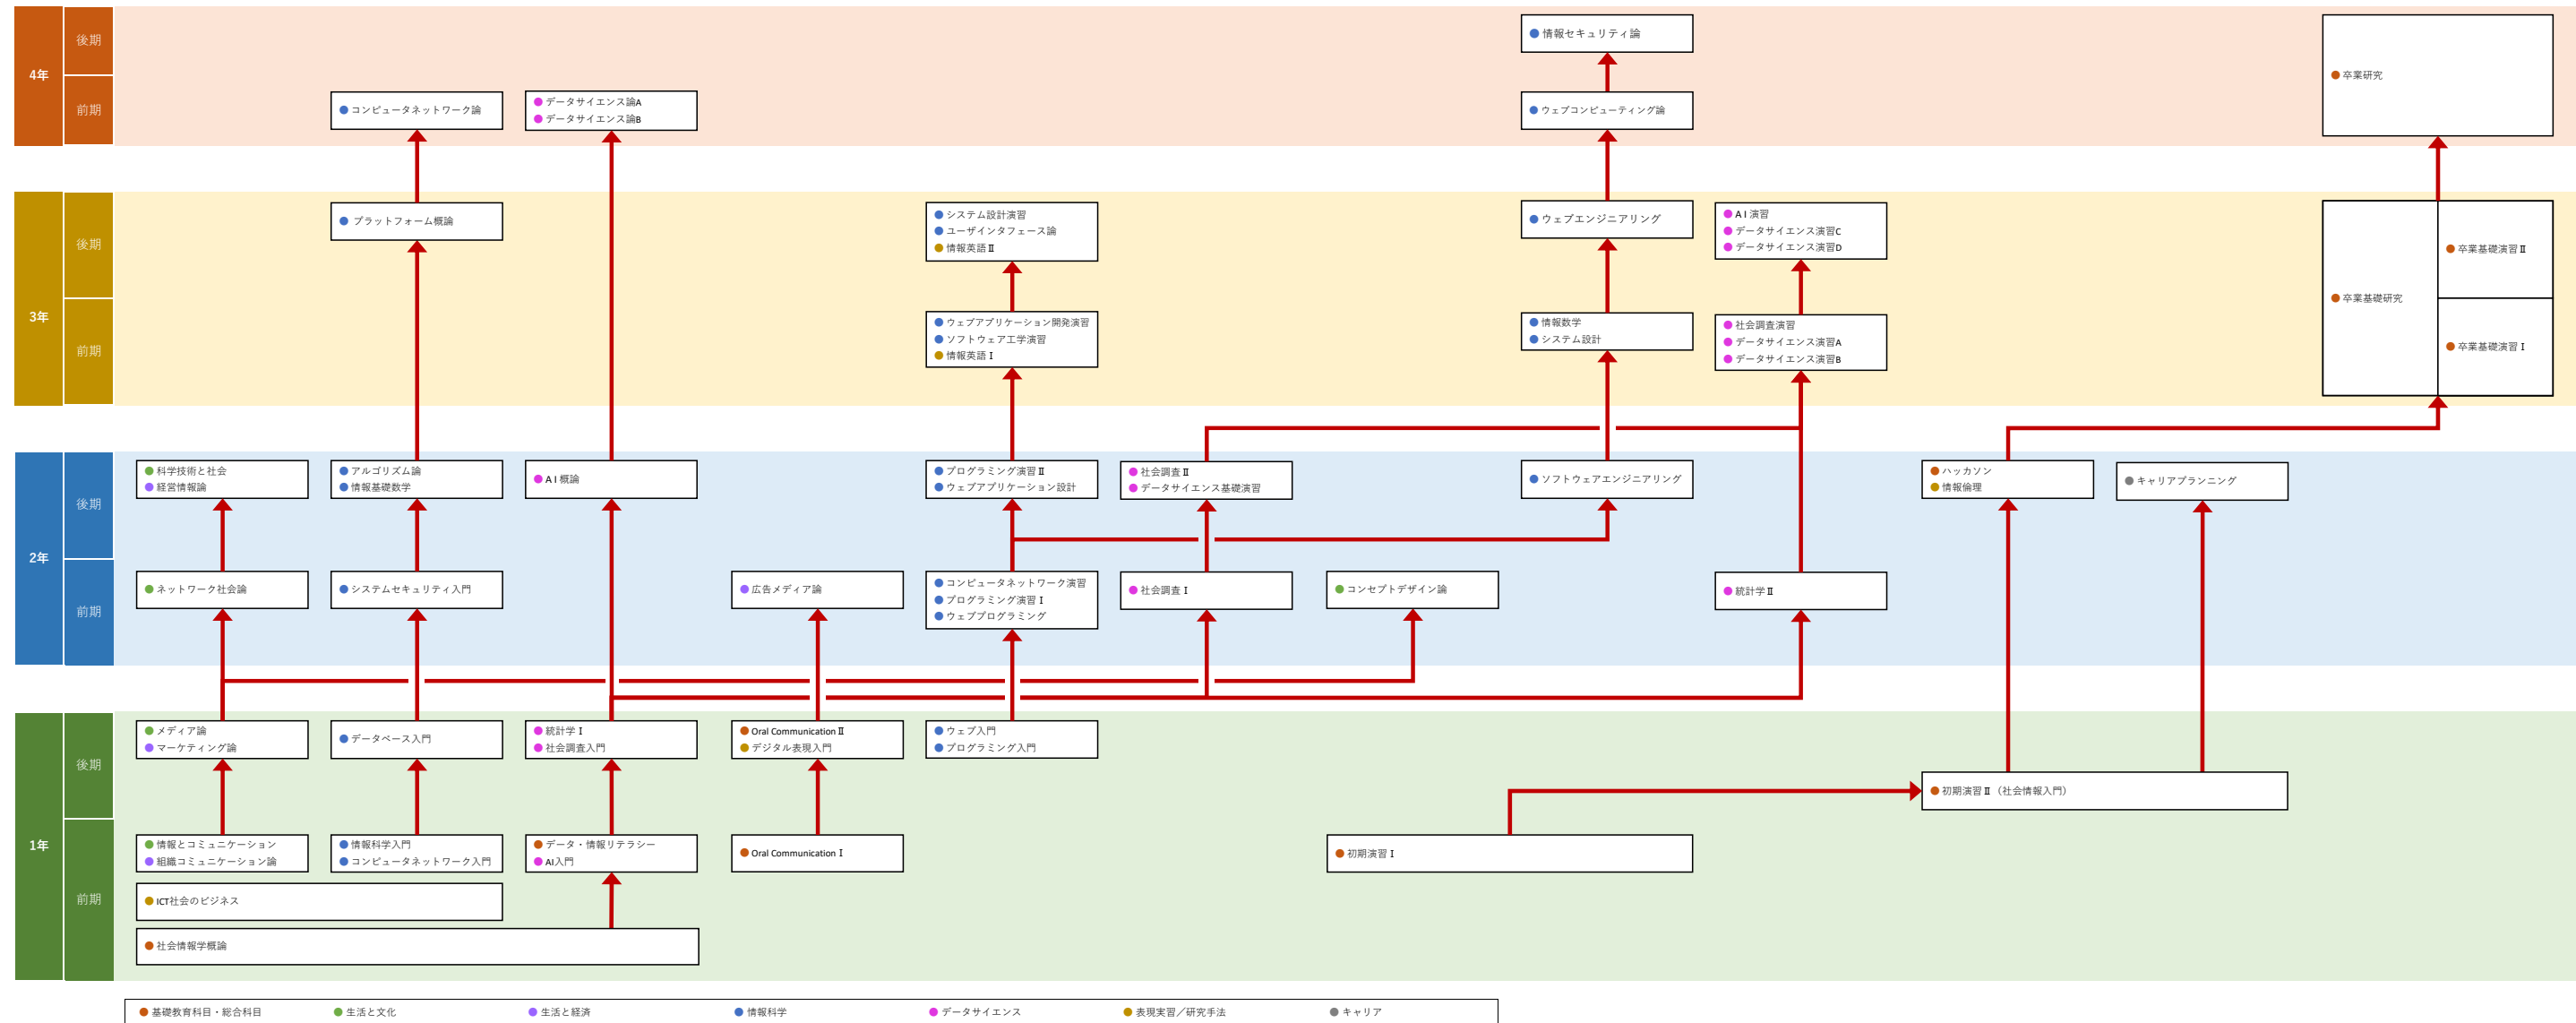 4年
後期
情報セキュリティ論
卒業研究
前期
コンピュータネットワーク論
データサイエンス論A
データサイエンス論B
ウェブコンピューティング論
3年
後期
プラットフォーム概論
システム設計演習
ユーザインタフェース論
情報英語Ⅱ
ウェブエンジニアリング
AI演習
データサイエンス演習C
データサイエンス演習D
卒業基礎研究
卒業基礎演習Ⅱ
前期
ウェブアプリケーション開発演習
ソフトウェア工学演習
情報英語Ⅰ
情報数学
システム設計
社会調査演習
データサイエンス演習A
データサイエンス演習B
卒業基礎演習Ⅰ
2年
後期
科学技術と社会
経営情報論
アルゴリズム論
情報基礎数学
AI概論
プログラミング演習Ⅱ
ウェブアプリケーション設計
社会調査Ⅱ
データサイエンス基礎演習
ソフトウェアエンジニアリング
ハッカソン
情報倫理
キャリアプランニング
前期
ネットワーク社会論
システムセキュリティ入門
広告メディア論
コンピュータネットワーク演習
プログラミング演習Ⅰ
ウェブプログラミング
社会調査Ⅰ
コンセプトデザイン論
統計学Ⅱ
1年
後期
メディア論
マーケティング論
データベース入門
統計学Ⅰ
社会調査入門
Oral CommunicationⅡ
デジタル表現入門
ウェブ入門
プログラミング入門
初期演習Ⅱ（社会情報入門）
前期
情報とコミュニケーション
組織コミュニケーション論
情報科学入門
コンピュータネットワーク入門
データ・情報リテラシー
AI入門
Oral CommunicationⅠ
初期演習Ⅰ
ICT社会のビジネス
社会情報学概論
基礎教育科目・総合科目
生活と文化
生活と経済
情報科学
データサイエンス
表現実習／研究手法
キャリア